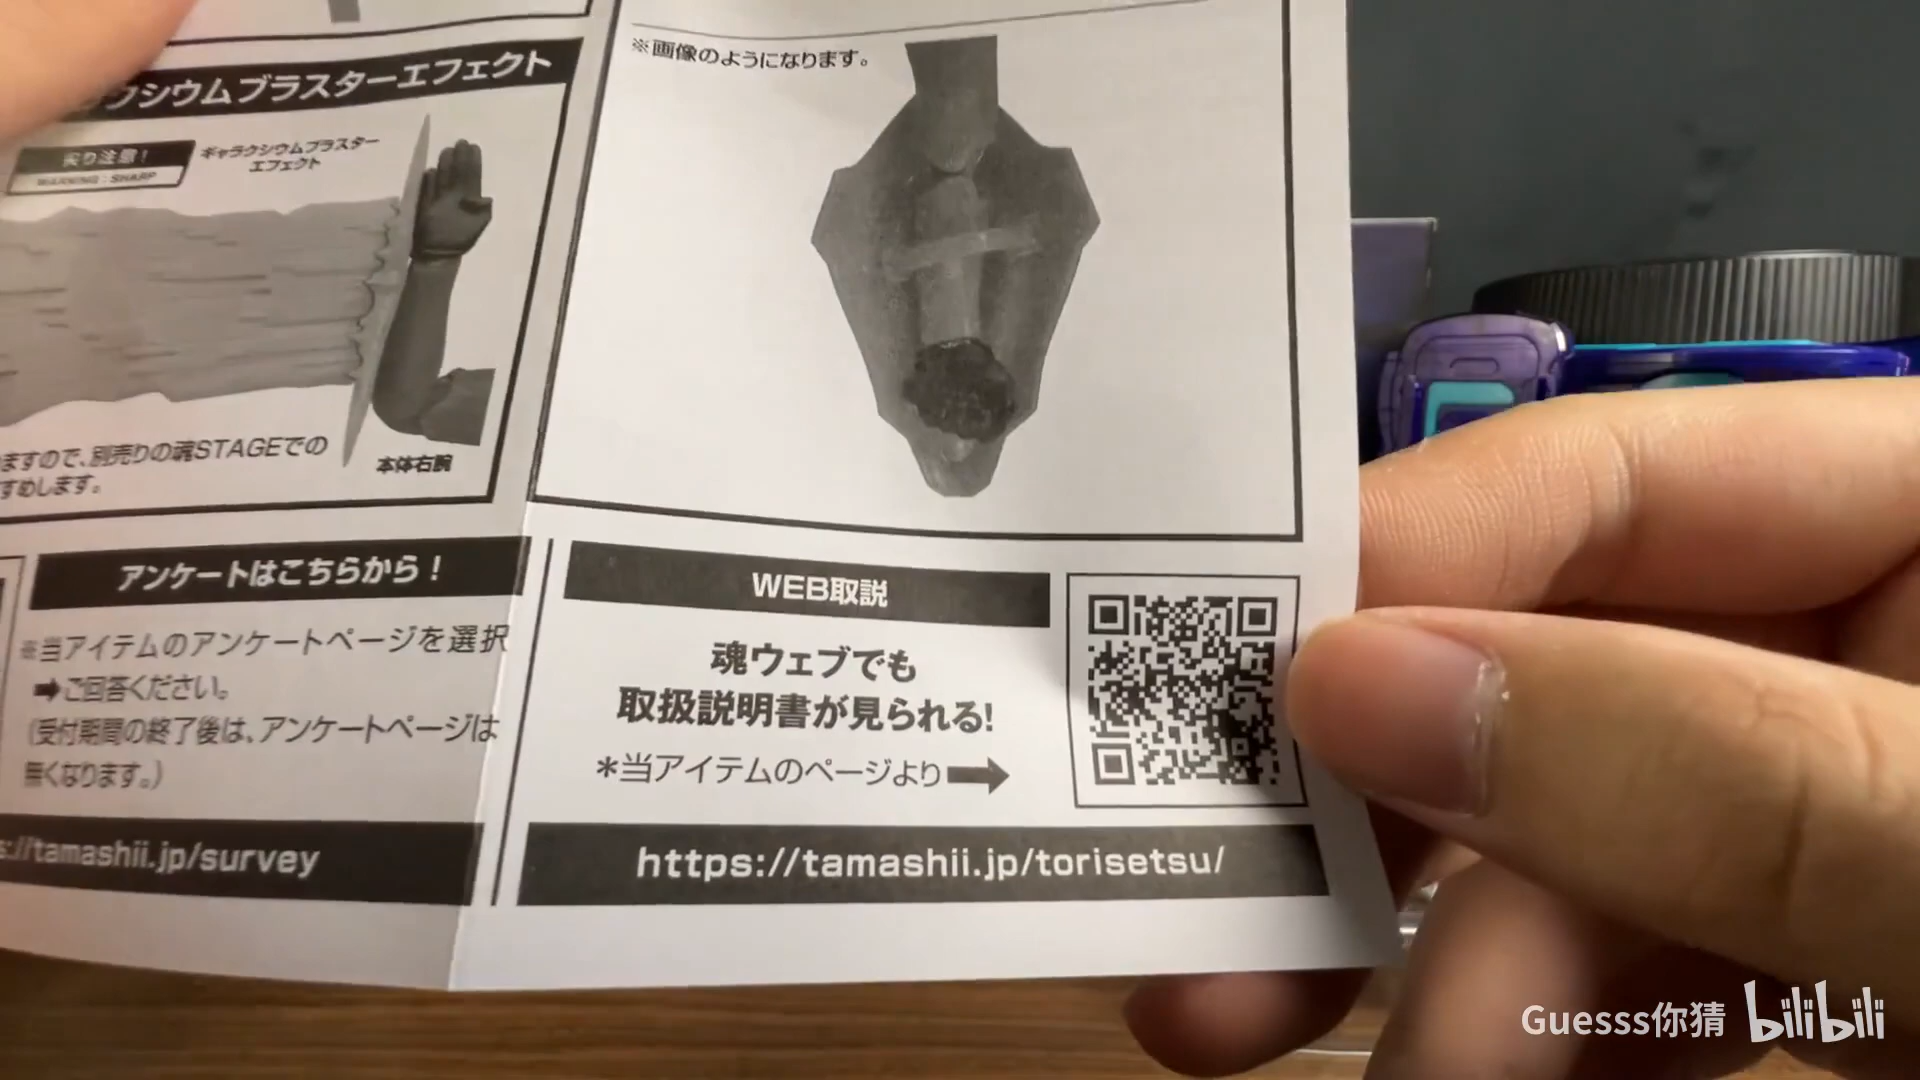 クシウムブラスターエフェクト
尖り注意！
WARNING : SHARP
ギャラクシウムブラスター
エフェクト
ますので、別売りの魂STAGEでの
すめします。
本体右腕
※画像のようになります。
アンケートはこちらから！
※当アイテムのアンケートページを選択
➡ご回答ください。
(受付期間の終了後は、アンケートページは
無くなります。)
s://tamashii.jp/survey
WEB取説
魂ウェブでも
取扱説明書が見られる!
＊当アイテムのページより➡
https://tamashii.jp/torisetsu/
Guesss你猜 bilibili